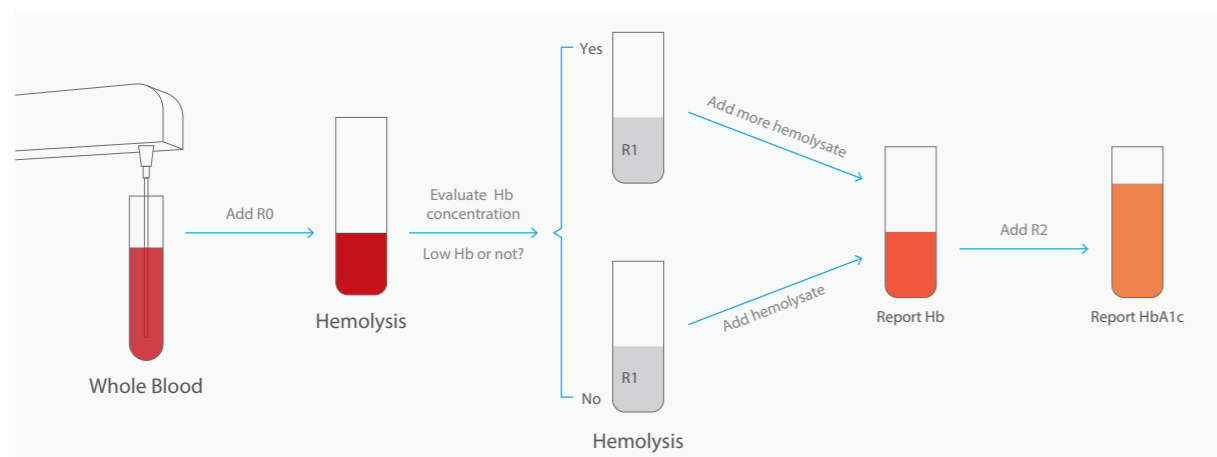 Whole Blood
Add R0
Hemolysis
Evaluate Hb
concentration
Low Hb or not?
Yes
R1
Add more hemolysate
No
R1
Hemolysis
Add hemolysate
Report Hb
Add R2
Report HbA1c